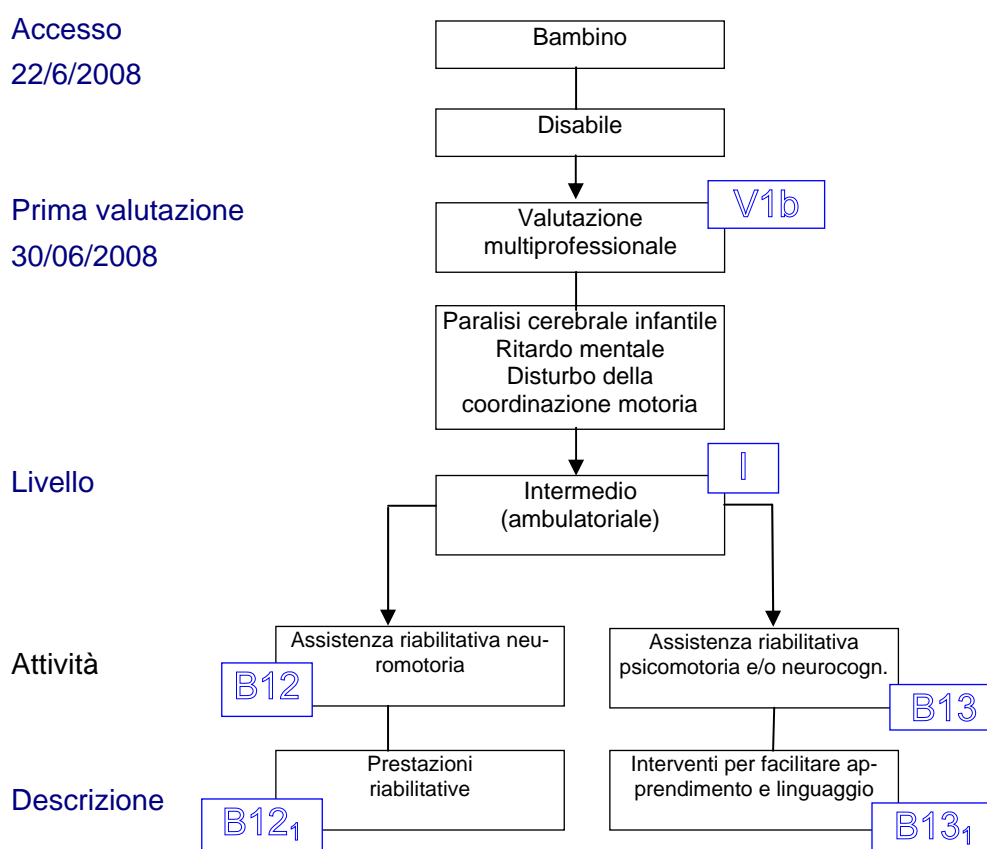 Accesso
22/6/2008
Bambino
Disabile
Prima valutazione
30/06/2008
V1b
Valutazione
multiprofessionale
Paralisi cerebrale infantile
Ritardo mentale
Disturbo della
coordinazione motoria
Livello
I
Intermedio
(ambulatoriale)
Attività
Assistenza riabilitativa neu-
romotoria
B12
Assistenza riabilitativa
psicomotoria e/o neurocogn.
B13
Descrizione
Prestazioni
riabilitative
B12₁
Interventi per facilitare ap-
prendimento e linguaggio
B13₁